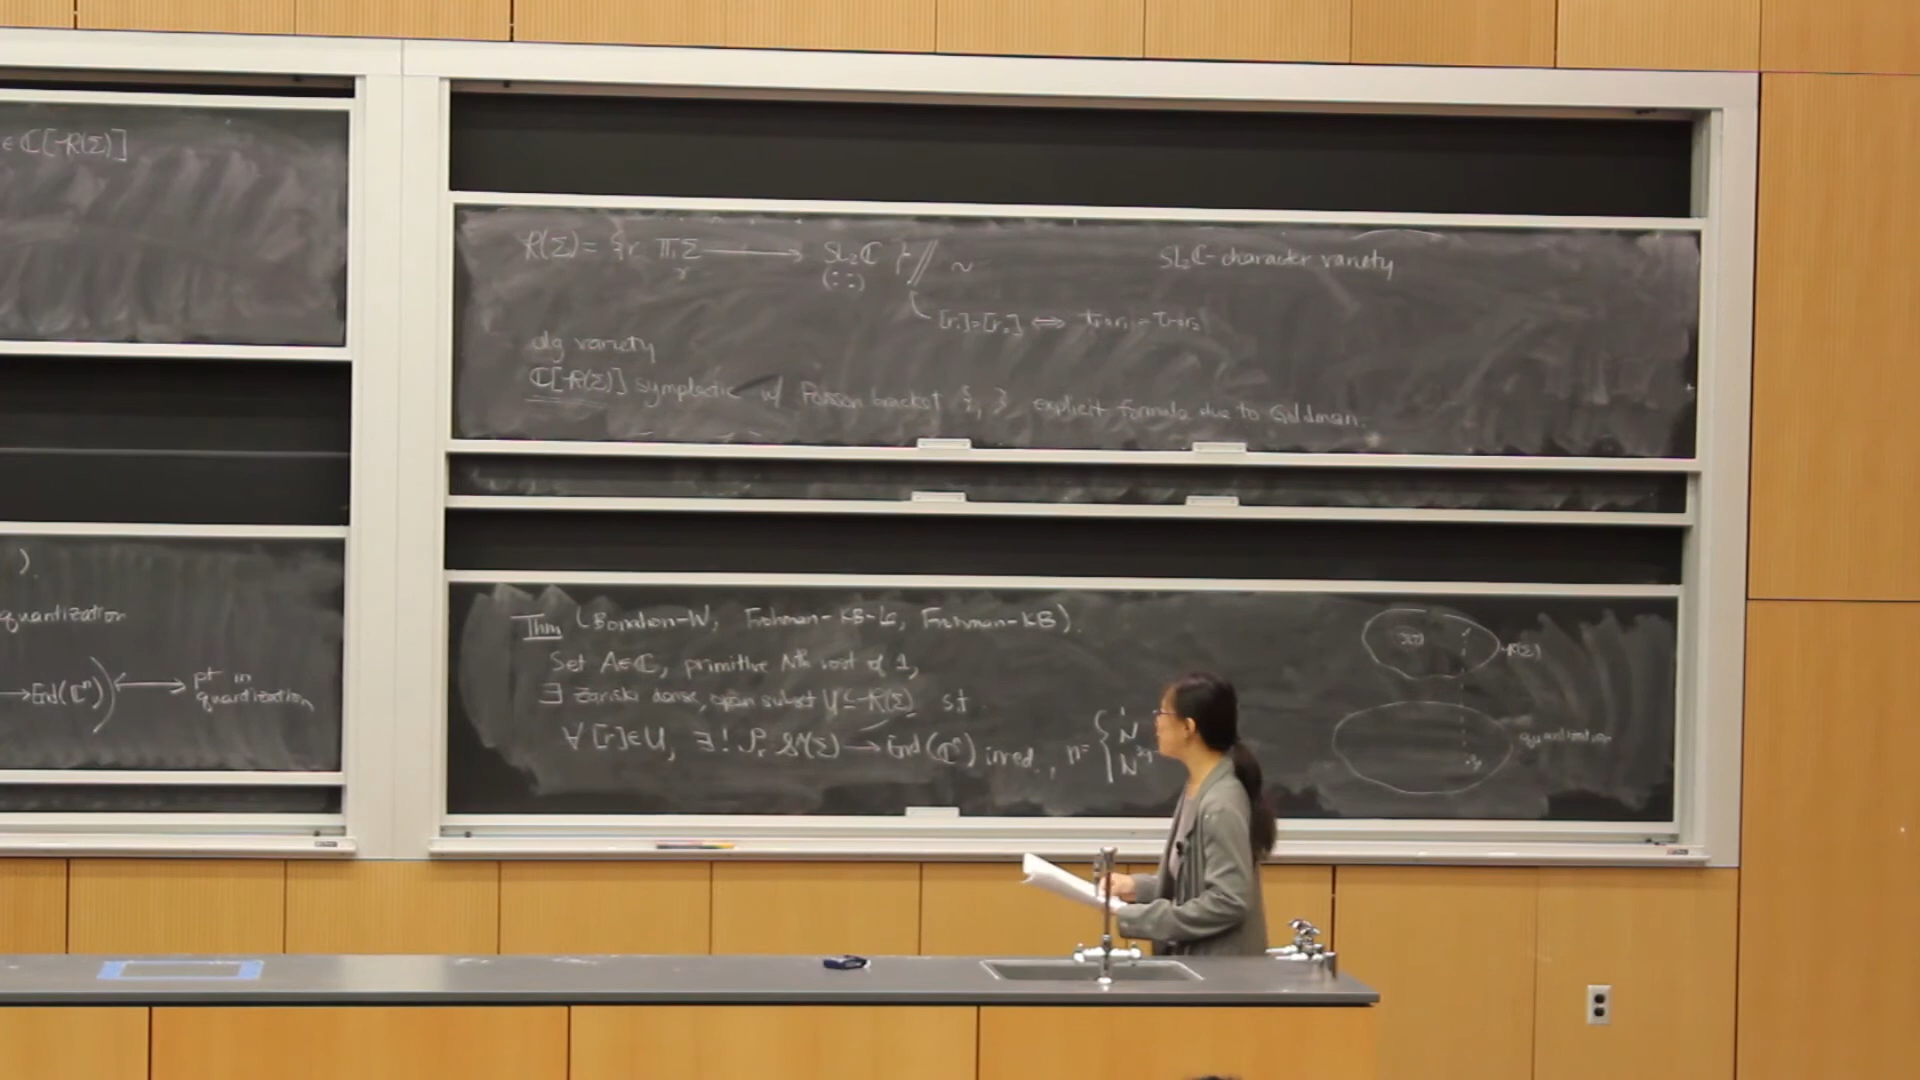 ∈ ℂ[R(Σ)]
).
quantization
→ End(ℂⁿ) ) ⟷ pt in quantization
R(Σ) = {r: π₁Σ ⟶ SL₂ℂ } // ~
SL₂ℂ-character variety
[r₁]=[r₂] ⟺ tr∘r₁ = tr∘r₂
alg variety
ℂ[R(Σ)] symplectic w/ Poisson bracket { , } explicit formula due to Goldman.
Thm (Bonahon-W, Frohman-KB-Lê, Frohman-KB).
Set A∈ℂ, primitive Nth root of 1,
∃ Zariski dense, open subset U ⊆ R(Σ) st
∀ [r]∈U, ∃! ρᵣ: 𝒮ᴬ(Σ) → End(ℂⁿ) irred., n= {
R(Σ)
quantization